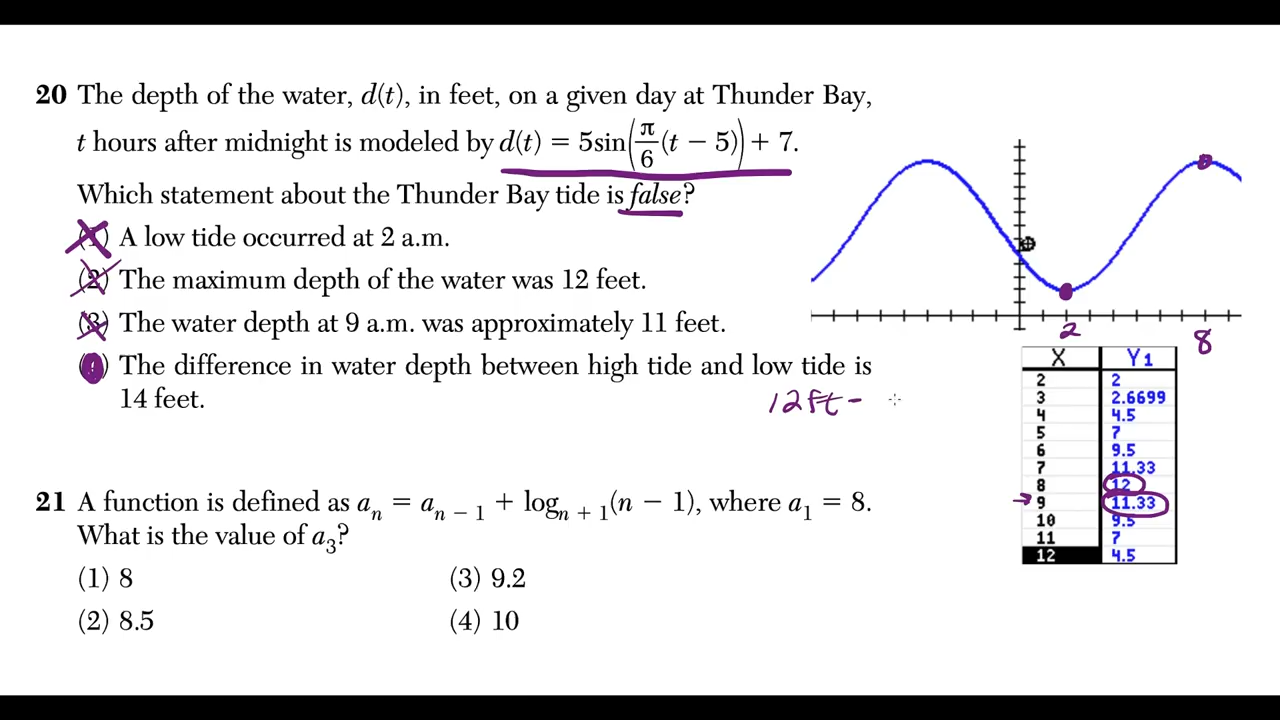 20 The depth of the water, d(t), in feet, on a given day at Thunder Bay,
t hours after midnight is modeled by d(t) = 5sin(π/6(t − 5)) + 7.
Which statement about the Thunder Bay tide is false?
(1) A low tide occurred at 2 a.m.
(2) The maximum depth of the water was 12 feet.
(3) The water depth at 9 a.m. was approximately 11 feet.
The difference in water depth between high tide and low tide is
14 feet.
12ft -
2
8
X Y1
2 2
3 2.6699
4 4.5
5 7
6 9.5
7 11.33
8 12
9 11.33
10 9.5
11 7
12 4.5
21 A function is defined as aₙ = aₙ₋₁ + logₙ₊₁(n − 1), where a₁ = 8.
What is the value of a₃?
(1) 8 (3) 9.2
(2) 8.5 (4) 10